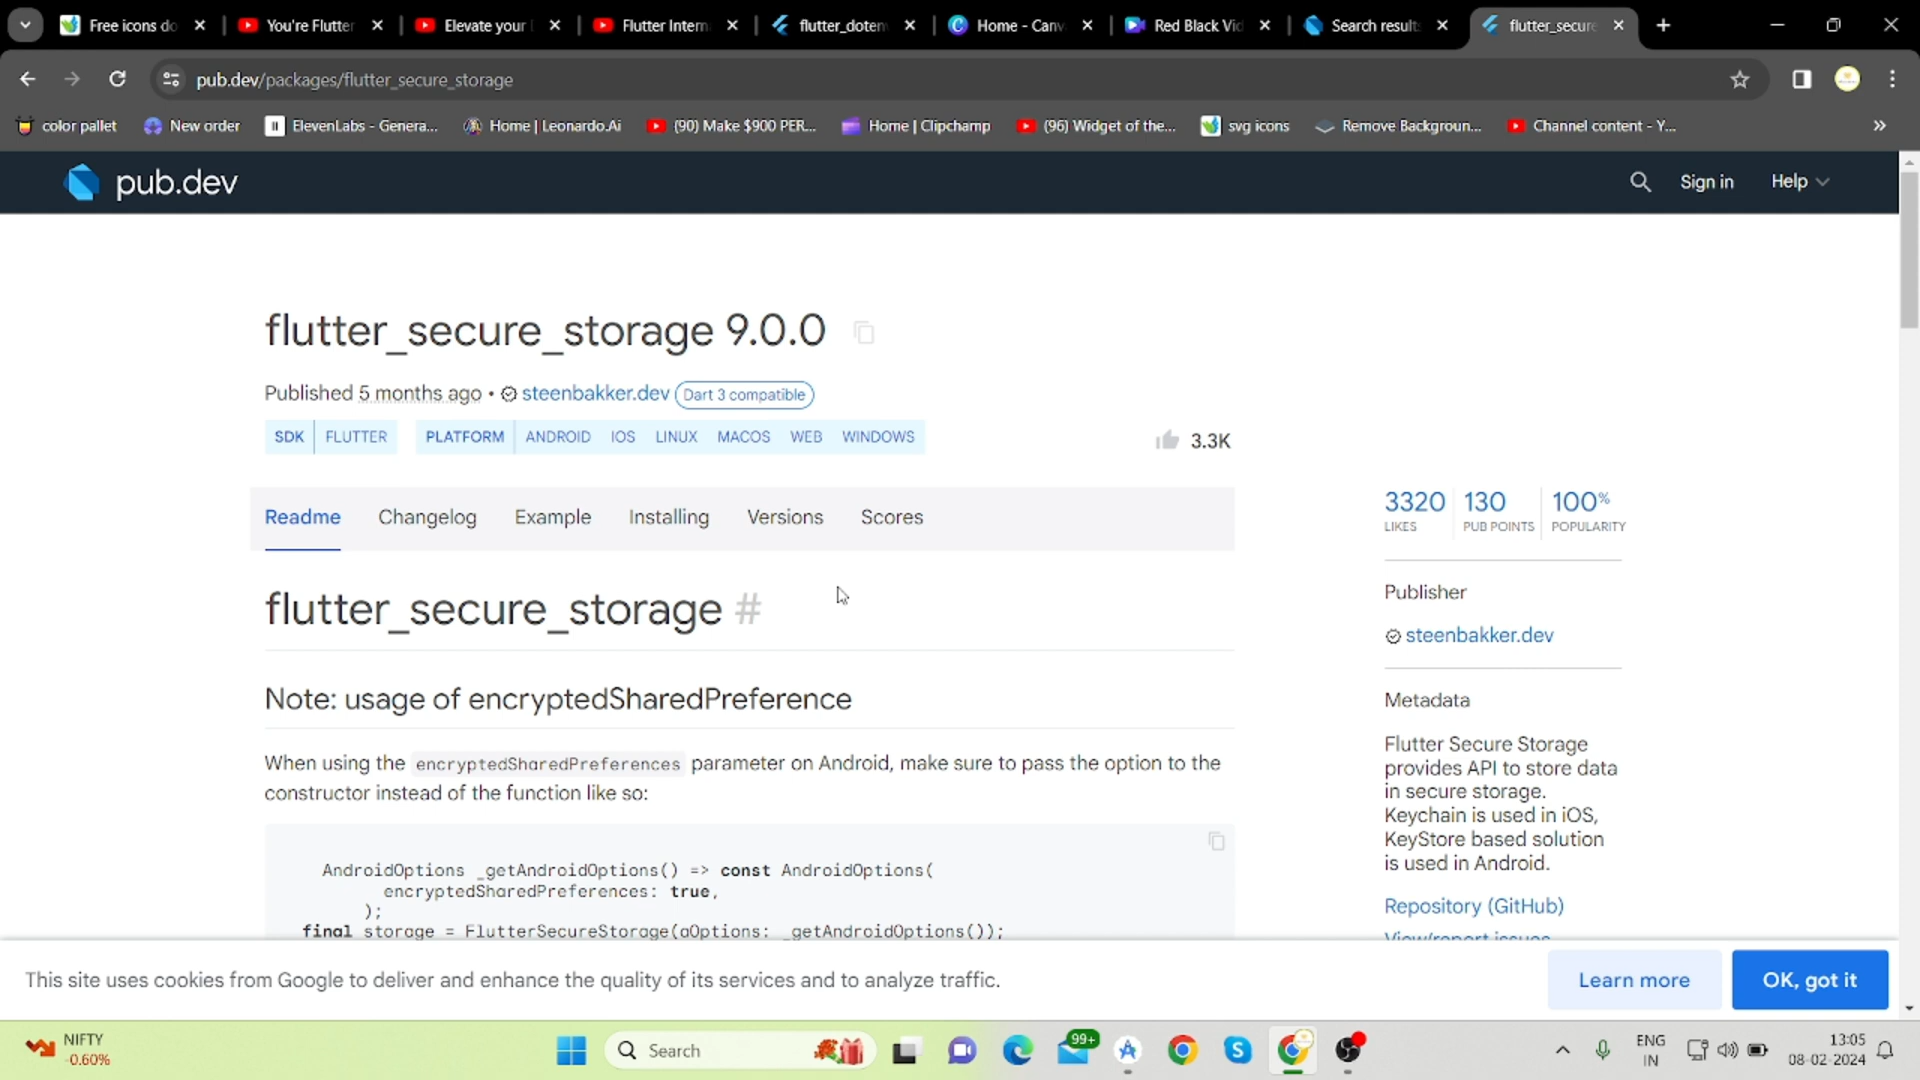 Free icons do
You're Flutter
Elevate your
Flutter Intern
flutter_doten
Home - Canv
Red Black Vid
Search results
flutter_secure
pub.dev/packages/flutter_secure_storage
color pallet
New order
ElevenLabs - Genera...
Home | Leonardo.Ai
(90) Make $900 PER...
Home | Clipchamp
(96) Widget of the...
svg icons
Remove Backgroun...
Channel content - Y...
pub.dev
Sign in
Help
flutter_secure_storage 9.0.0
Published 5 months ago • steenbakker.dev Dart 3 compatible
SDK FLUTTER PLATFORM ANDROID IOS LINUX MACOS WEB WINDOWS
3.3K
Readme Changelog Example Installing Versions Scores
3320 130 100%
LIKES PUB POINTS POPULARITY
flutter_secure_storage #
Publisher
steenbakker.dev
Note: usage of encryptedSharedPreference
When using the encryptedSharedPreferences parameter on Android, make sure to pass the option to the
constructor instead of the function like so:
AndroidOptions _getAndroidOptions() => const AndroidOptions(
encryptedSharedPreferences: true,
);
final storage = FlutterSecureStorage(aOptions: _getAndroidOptions());
Metadata
Flutter Secure Storage
provides API to store data
in secure storage.
Keychain is used in iOS,
KeyStore based solution
is used in Android.
Repository (GitHub)
View/report issues
This site uses cookies from Google to deliver and enhance the quality of its services and to analyze traffic.
Learn more
OK, got it
NIFTY
-0.60%
Search
99+
ENG
IN
13:05
08-02-2024